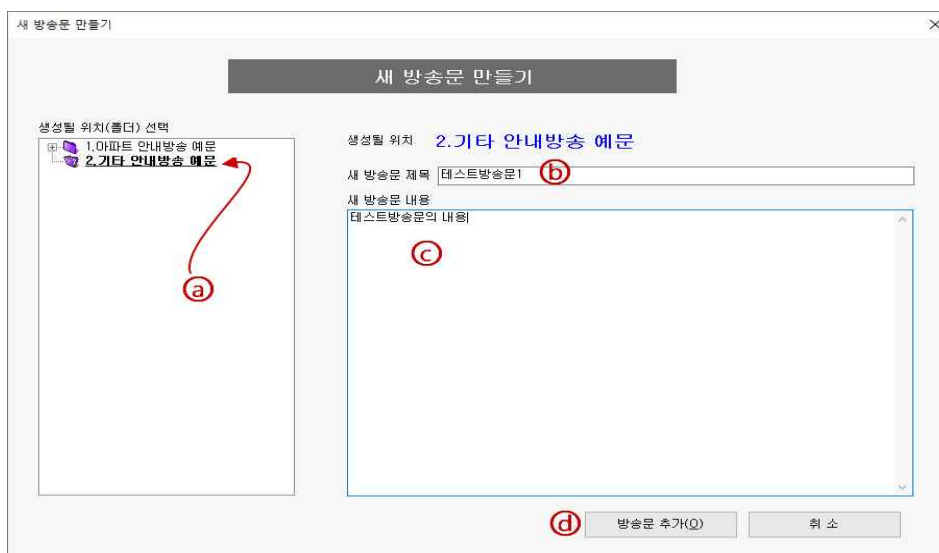 새 방송문 만들기
새 방송문 만들기
생성될 위치(폴더) 선택
1.아파트 안내방송 예문
2.기타 안내방송 예문
ⓐ
생성될 위치 2.기타 안내방송 예문
새 방송문 제목 테스트방송문1 ⓑ
새 방송문 내용
테스트방송문의 내용
ⓒ
ⓓ 방송문 추가(O) 취 소